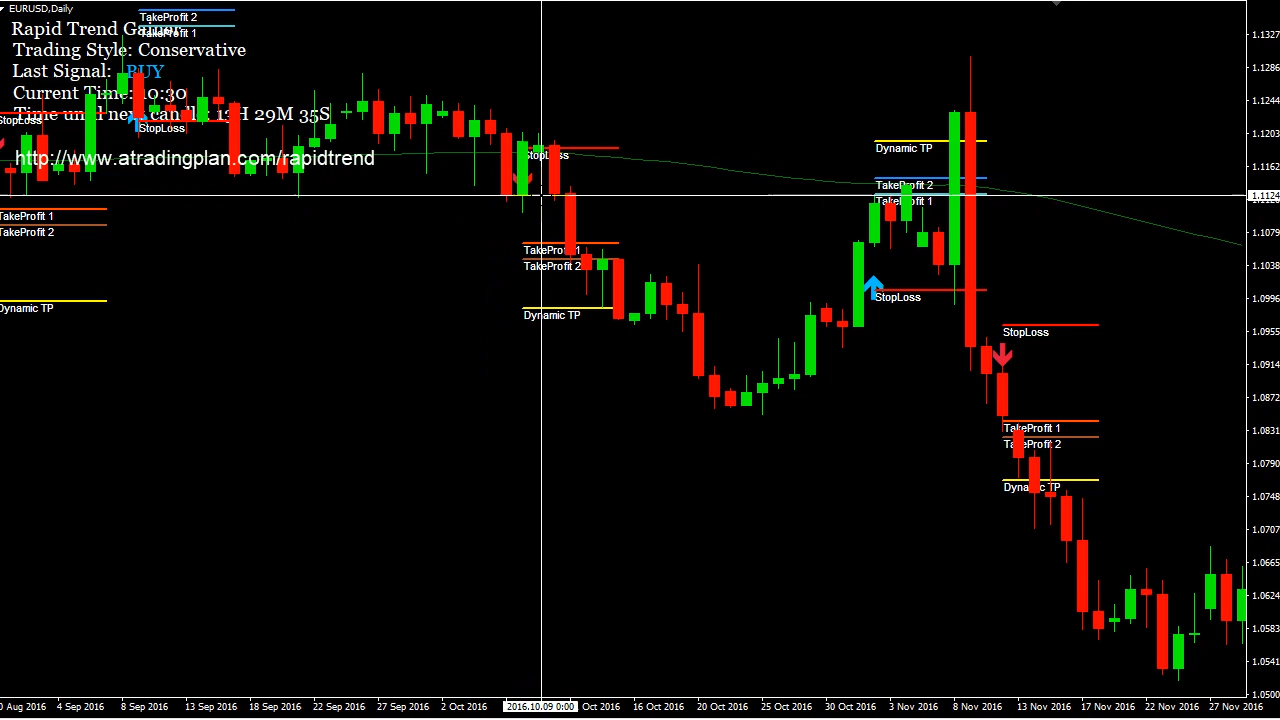 EURUSD,Daily
TakeProfit 2
Rapid Trend Gainer
TakeProfit 1
Trading Style: Conservative
Last Signal: BUY
Current Time: 10:30
Time until next candle: 13H 29M 35S
StopLoss
StopLoss
http://www.atradingplan.com/rapidtrend
TakeProfit 1
TakeProfit 2
Dynamic TP
StopLoss
TakeProfit 1
TakeProfit 2
Dynamic TP
Dynamic TP
TakeProfit 2
TakeProfit 1
StopLoss
StopLoss
TakeProfit 1
TakeProfit 2
Dynamic TP
1.1327
1.1286
1.1244
1.1203
1.1162
1.1124
1.1079
1.1038
1.0996
1.0955
1.0914
1.0872
1.0831
1.0790
1.0748
1.0707
1.0665
1.0624
1.0583
1.0541
1.0500
0 Aug 2016 4 Sep 2016 8 Sep 2016 13 Sep 2016 18 Sep 2016 22 Sep 2016 27 Sep 2016 2 Oct 2016 2016.10.09 0:00 Oct 2016 16 Oct 2016 20 Oct 2016 25 Oct 2016 30 Oct 2016 3 Nov 2016 8 Nov 2016 13 Nov 2016 17 Nov 2016 22 Nov 2016 27 Nov 2016